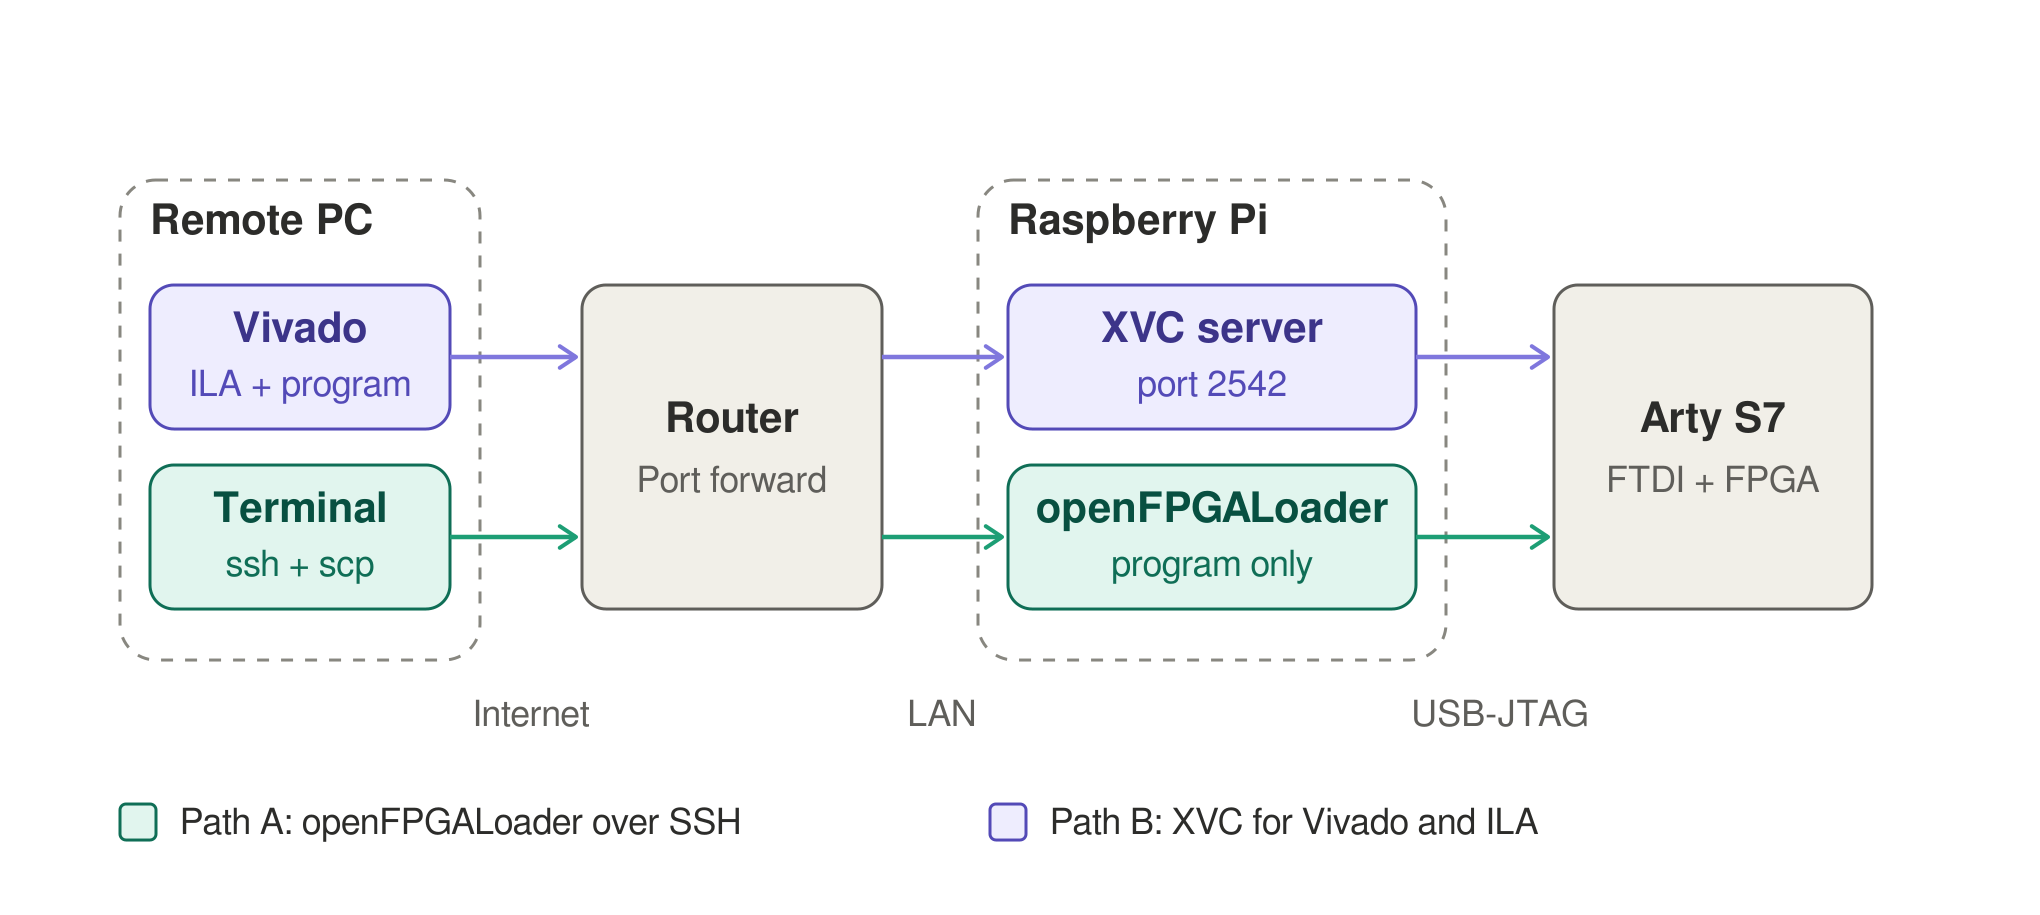 Remote PC
Vivado
ILA + program
Terminal
ssh + scp
Router
Port forward
Raspberry Pi
XVC server
port 2542
openFPGALoader
program only
Arty S7
FTDI + FPGA
Internet
LAN
USB-JTAG
Path A: openFPGALoader over SSH
Path B: XVC for Vivado and ILA